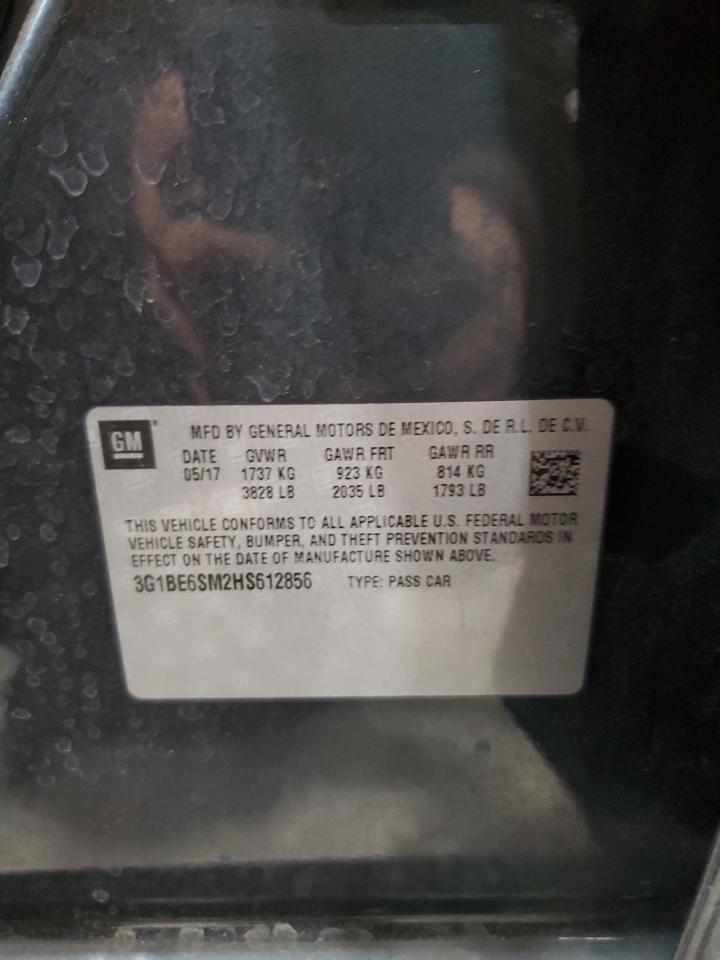 GM
MFD BY GENERAL MOTORS DE MEXICO, S. DE R.L. DE C.V.
DATE GVWR GAWR FRT GAWR RR
05/17 1737 KG 923 KG 814 KG
3828 LB 2035 LB 1793 LB
THIS VEHICLE CONFORMS TO ALL APPLICABLE U.S. FEDERAL MOTOR
VEHICLE SAFETY, BUMPER, AND THEFT PREVENTION STANDARDS IN
EFFECT ON THE DATE OF MANUFACTURE SHOWN ABOVE.
3G1BE6SM2HS612856 TYPE: PASS CAR